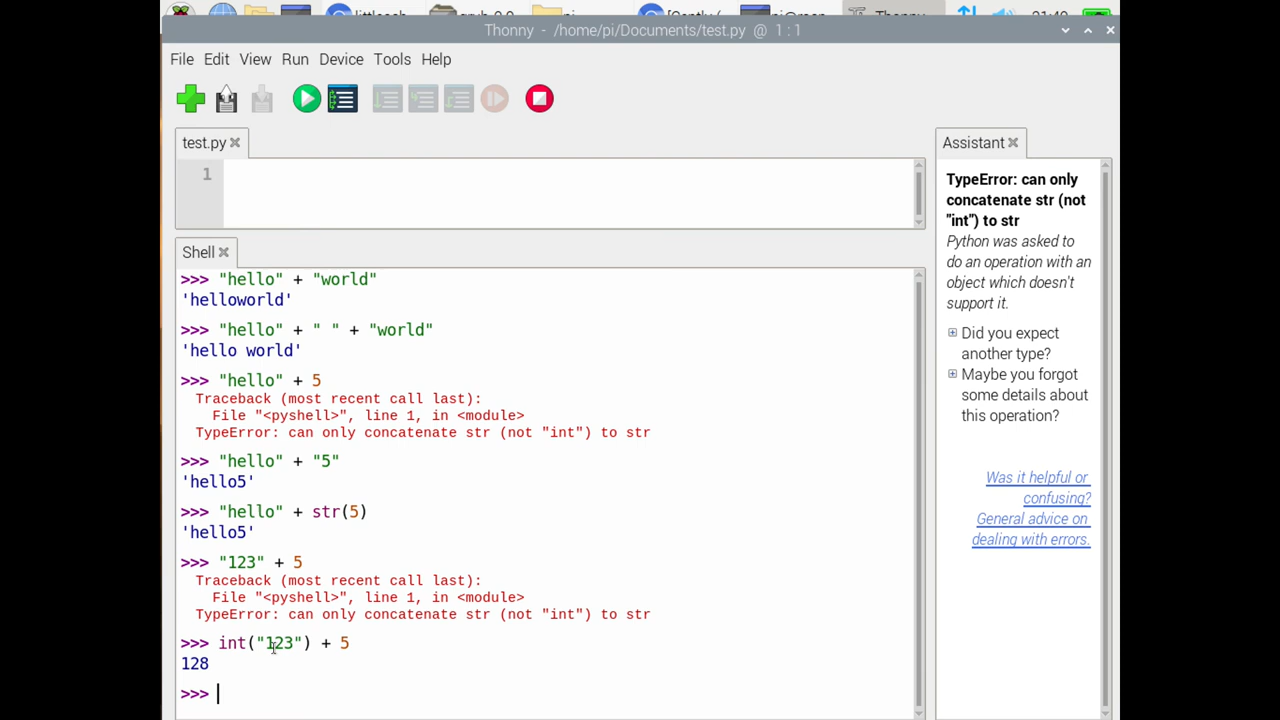 Thonny
Thonny - /home/pi/Documents/test.py @ 1 : 1
File Edit View Run Device Tools Help
test.py
1
Shell
>>> "hello" + "world"
'helloworld'
>>> "hello" + " " + "world"
'hello world'
>>> "hello" + 5
Traceback (most recent call last):
File "<pyshell>", line 1, in <module>
TypeError: can only concatenate str (not "int") to str
>>> "hello" + "5"
'hello5'
>>> "hello" + str(5)
'hello5'
>>> "123" + 5
Traceback (most recent call last):
File "<pyshell>", line 1, in <module>
TypeError: can only concatenate str (not "int") to str
>>> int("123") + 5
128
>>>
Assistant
TypeError: can only
concatenate str (not
"int") to str
Python was asked to
do an operation with an
object which doesn't
support it.
Did you expect
another type?
Maybe you forgot
some details about
this operation?
Was it helpful or
confusing?
General advice on
dealing with errors.